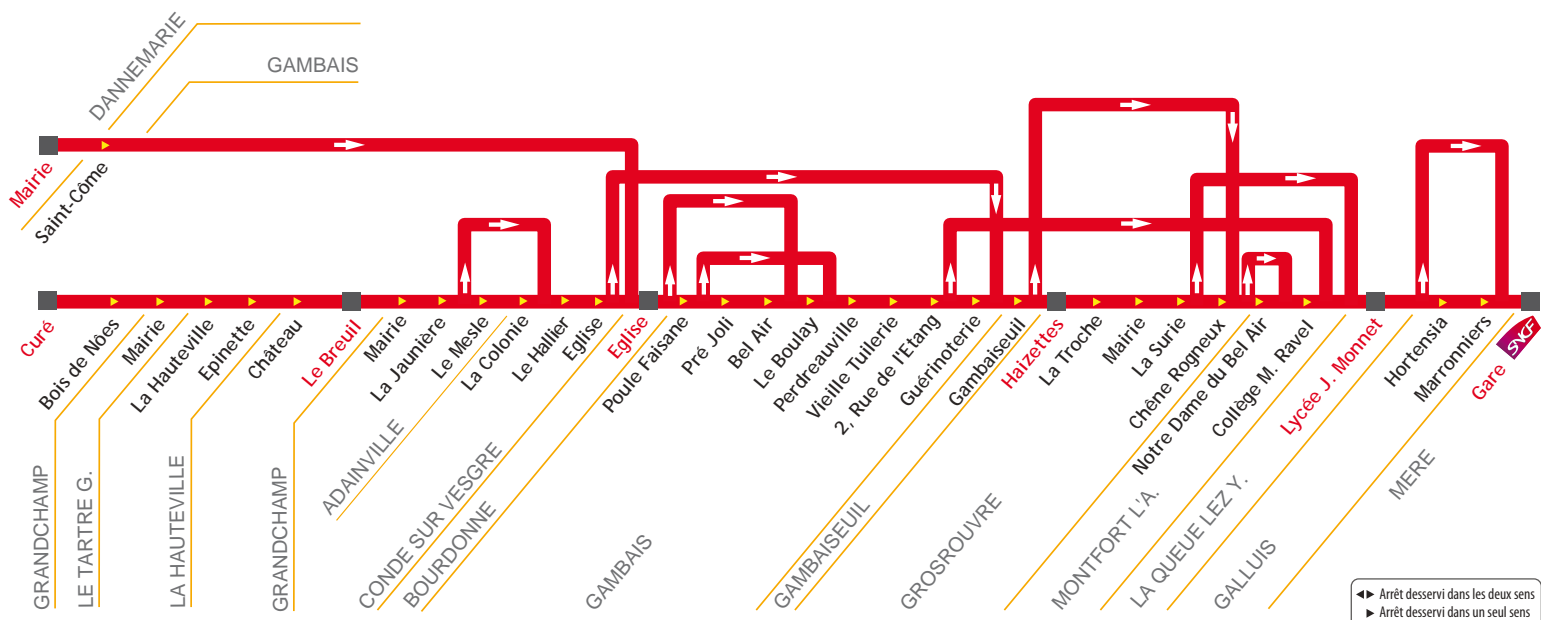 DANNEMARIE
GAMBAIS
Mairie
Saint-Côme
Curé
Bois de Nôes
Mairie
La Hauteville
Epinette
Château
Le Breuil
Mairie
La Jaunière
Le Mesle
La Colonie
Le Hallier
Eglise
Eglise
Poule Faisane
Pré Joli
Bel Air
Le Boulay
Perdreauville
Vieille Tuilerie
2, Rue de l'Etang
Guérinoterie
Gambaiseuil
Haizettes
La Troche
Mairie
La Surie
Chêne Rogneux
Notre Dame du Bel Air
Collège M. Ravel
Lycée J. Monnet
Hortensia
Marronniers
Gare
SNCF
GRANDCHAMP
LE TARTRE G.
LA HAUTEVILLE
GRANDCHAMP
ADAINVILLE
CONDE SUR VESGRE
BOURDONNE
GAMBAIS
GAMBAISEUIL
GROSROUVRE
MONTFORT L'A.
LA QUEUE LEZ Y.
GALLUIS
MERE
Arrêt desservi dans les deux sens
Arrêt desservi dans un seul sens